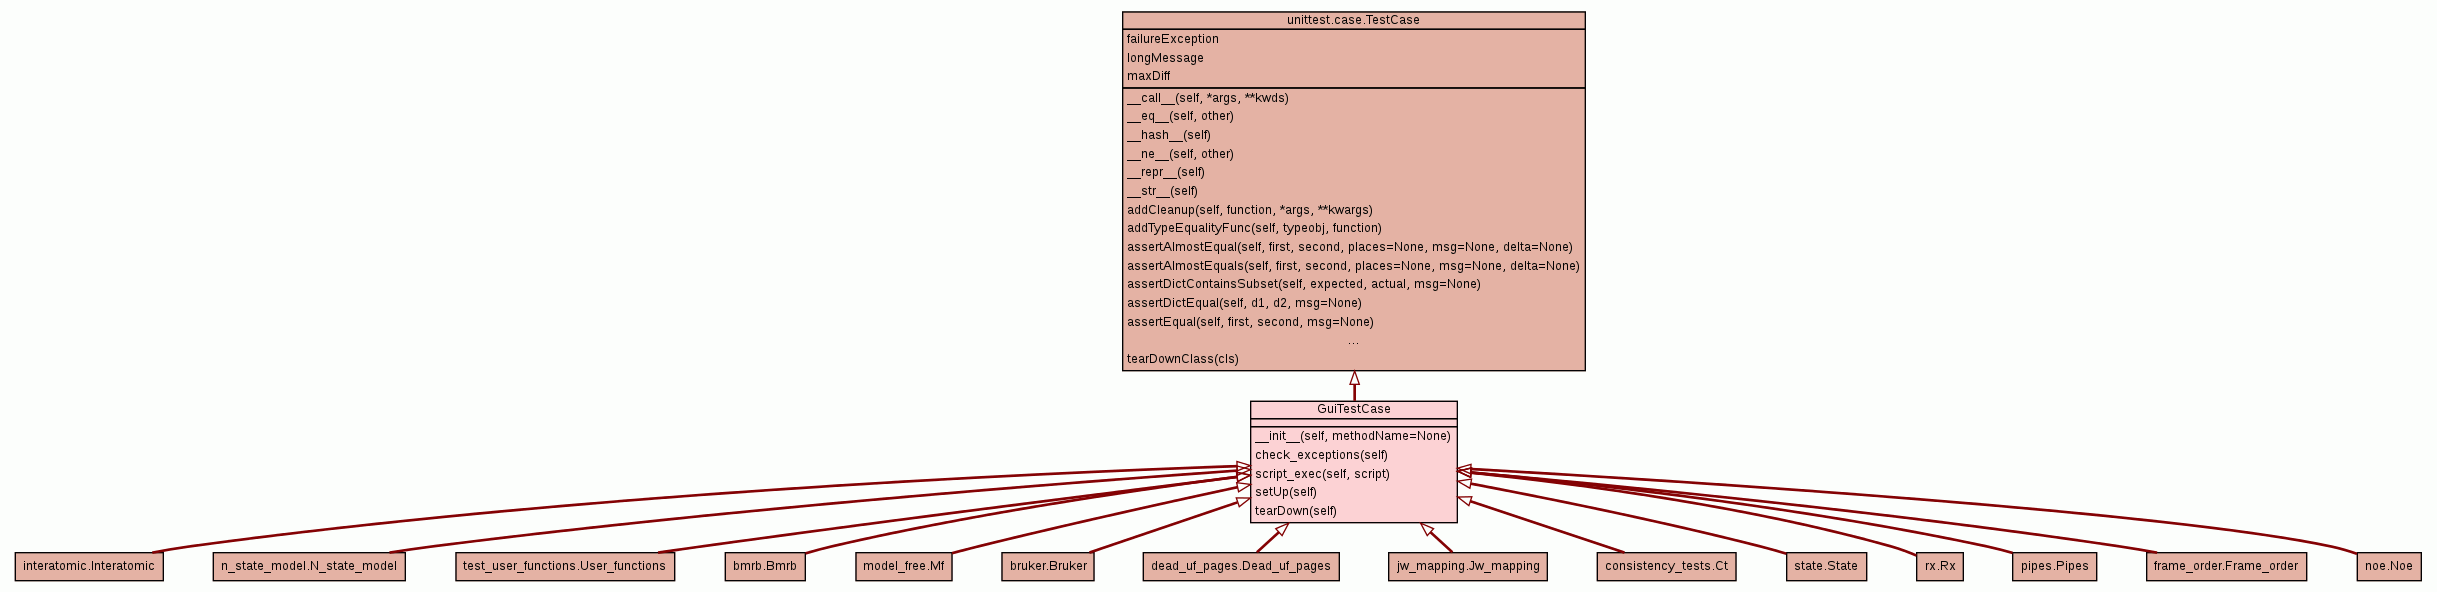 unittest.case.TestCase
failureException
longMessage
maxDiff
__call__(self, *args, **kwds)
__eq__(self, other)
__hash__(self)
__ne__(self, other)
__repr__(self)
__str__(self)
addCleanup(self, function, *args, **kwargs)
addTypeEqualityFunc(self, typeobj, function)
assertAlmostEqual(self, first, second, places=None, msg=None, delta=None)
assertAlmostEquals(self, first, second, places=None, msg=None, delta=None)
assertDictContainsSubset(self, expected, actual, msg=None)
assertDictEqual(self, d1, d2, msg=None)
assertEqual(self, first, second, msg=None)
...
tearDownClass(cls)
GuiTestCase
__init__(self, methodName=None)
check_exceptions(self)
script_exec(self, script)
setUp(self)
tearDown(self)
interatomic.Interatomic
n_state_model.N_state_model
test_user_functions.User_functions
bmrb.Bmrb
model_free.Mf
bruker.Bruker
dead_uf_pages.Dead_uf_pages
jw_mapping.Jw_mapping
consistency_tests.Ct
state.State
rx.Rx
pipes.Pipes
frame_order.Frame_order
noe.Noe